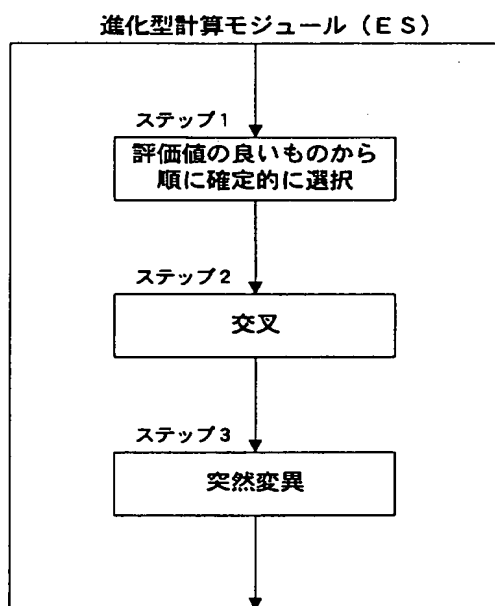 進化型計算モジュール（ＥＳ）
ステップ１
評価値の良いものから
順に確定的に選択
ステップ２
交叉
ステップ３
突然変異